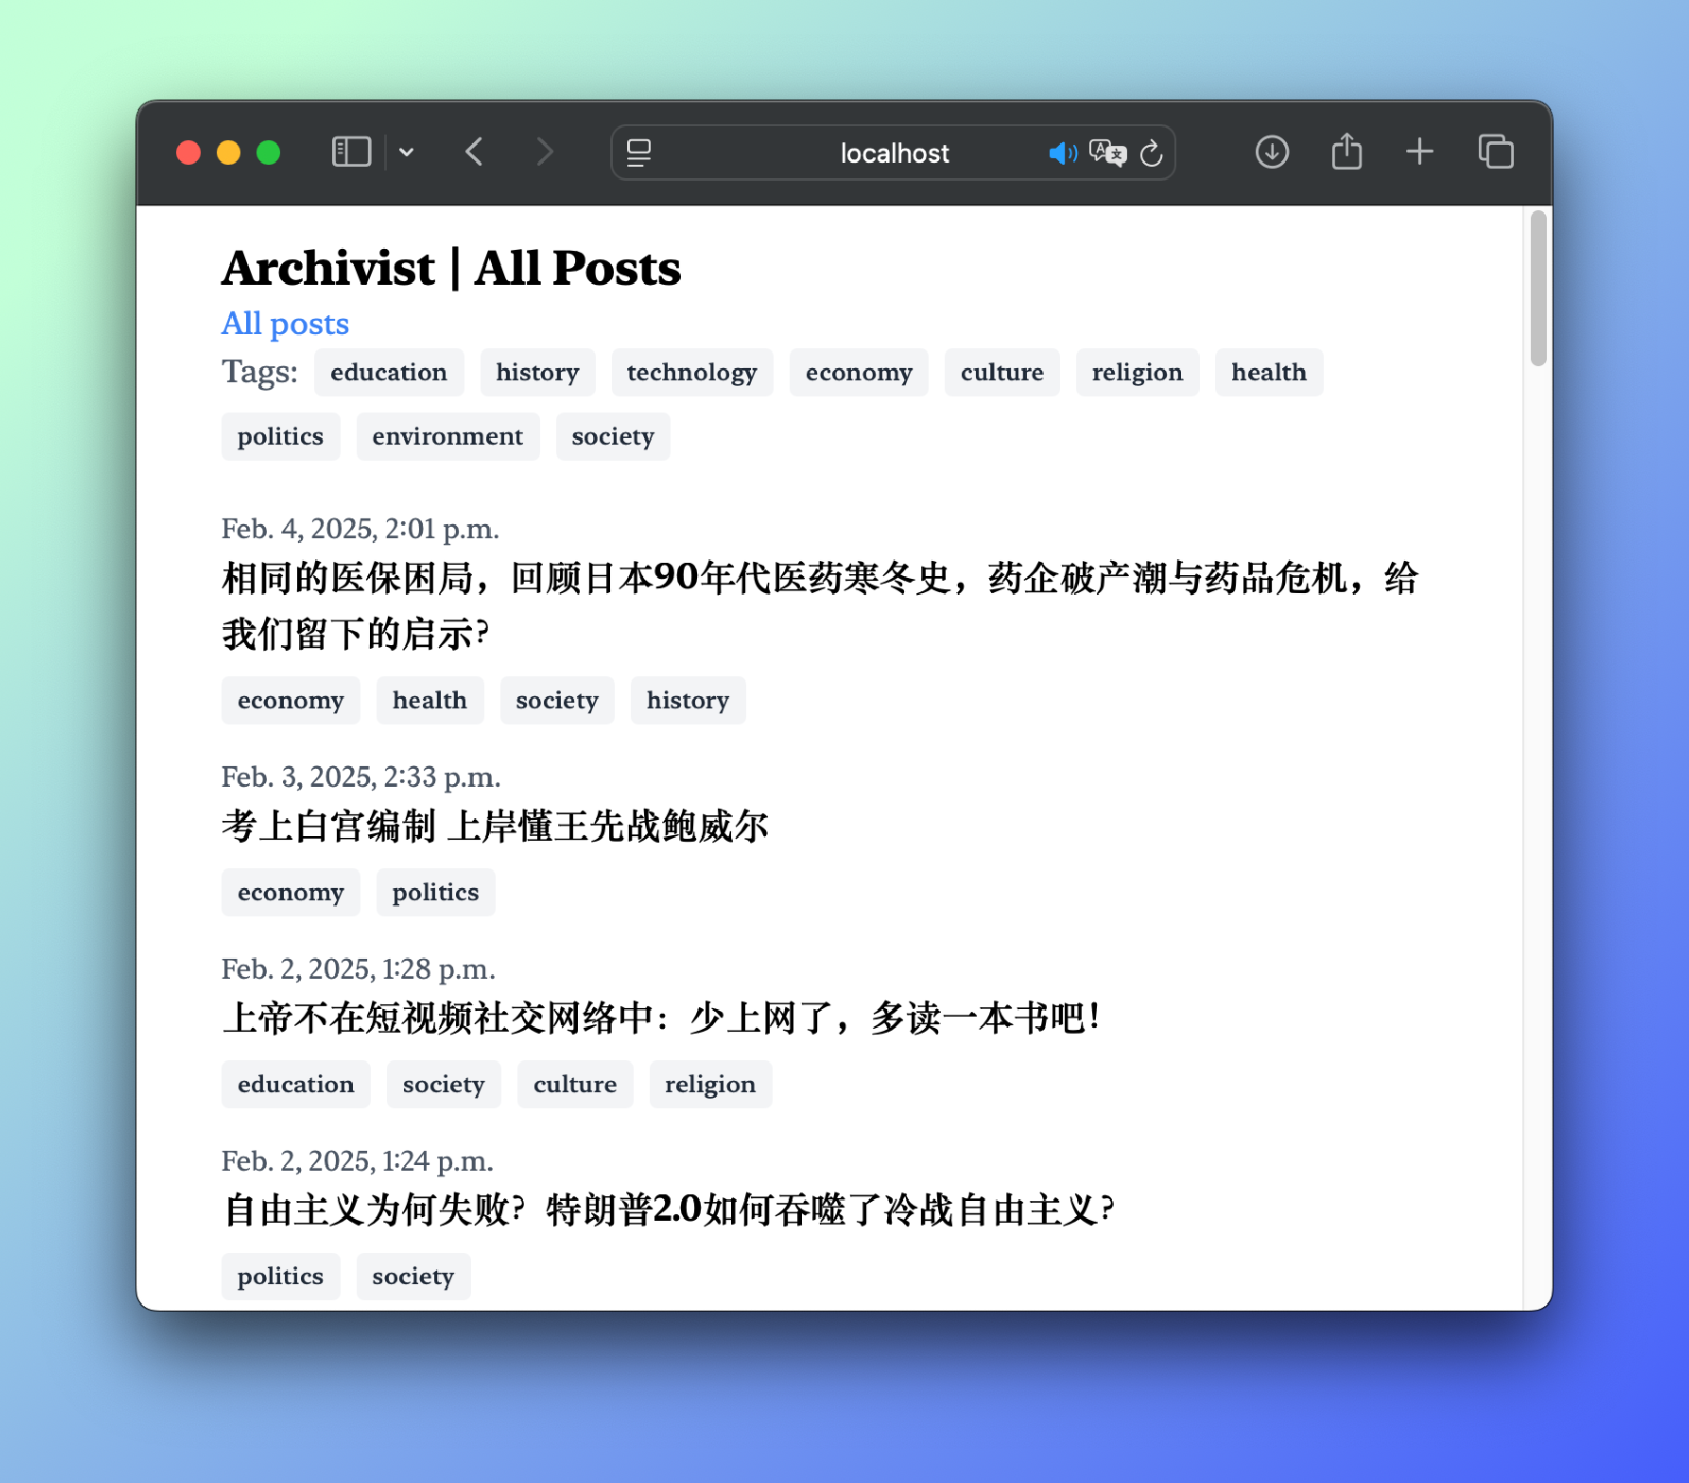 localhost
Archivist | All Posts
All posts
Tags: education history technology economy culture religion health
politics environment society
Feb. 4, 2025, 2:01 p.m.
相同的医保困局，回顾日本90年代医药寒冬史，药企破产潮与药品危机，给
我们留下的启示？
economy health society history
Feb. 3, 2025, 2:33 p.m.
考上白宫编制 上岸懂王先战鲍威尔
economy politics
Feb. 2, 2025, 1:28 p.m.
上帝不在短视频社交网络中：少上网了，多读一本书吧！
education society culture religion
Feb. 2, 2025, 1:24 p.m.
自由主义为何失败？特朗普2.0如何吞噬了冷战自由主义？
politics society